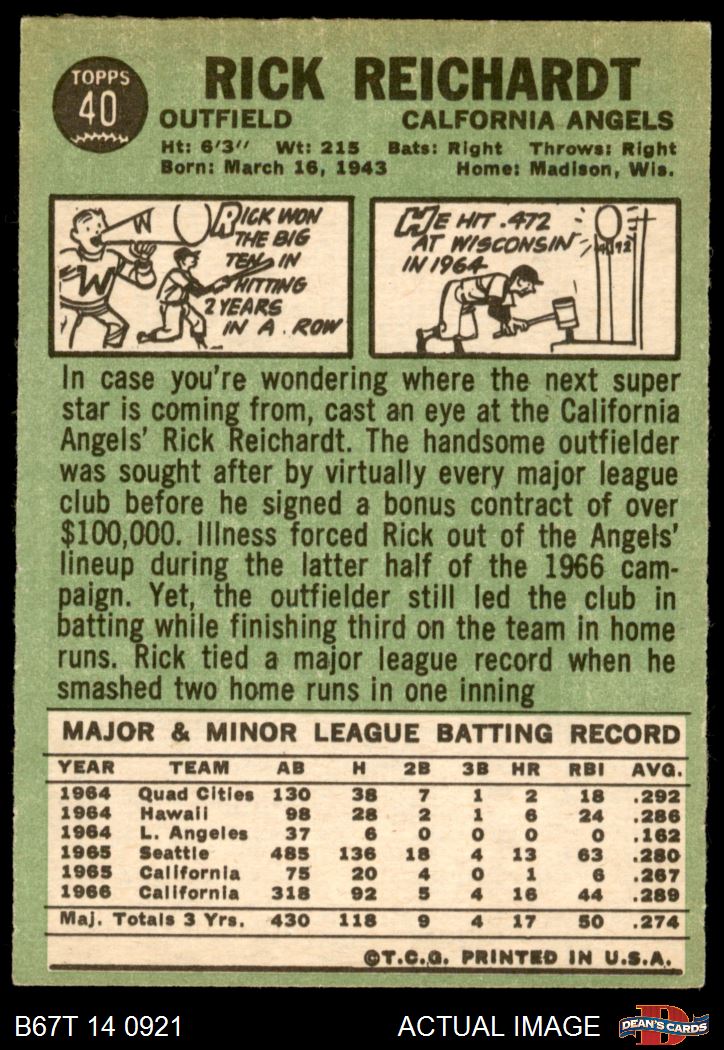 TOPPS
40
RICK REICHARDT
OUTFIELD CALFORNIA ANGELS
Ht: 6'3" Wt: 215 Bats: Right Throws: Right
Born: March 16, 1943 Home: Madison, Wis.
W
W
RICK WON
THE BIG
TEN IN
HITTING
2 YEARS
IN A ROW
HE HIT .472
AT WISCONSIN
IN 1964
.472
In case you're wondering where the next super
star is coming from, cast an eye at the California
Angels' Rick Reichardt. The handsome outfielder
was sought after by virtually every major league
club before he signed a bonus contract of over
$100,000. Illness forced Rick out of the Angels'
lineup during the latter half of the 1966 cam-
paign. Yet, the outfielder still led the club in
batting while finishing third on the team in home
runs. Rick tied a major league record when he
smashed two home runs in one inning
MAJOR & MINOR LEAGUE BATTING RECORD
YEAR TEAM AB H 2B 3B HR RBI AVG.
1964 Quad Cities 130 38 7 1 2 18 .292
1964 Hawaii 98 28 2 1 6 24 .286
1964 L. Angeles 37 6 0 0 0 0 .162
1965 Seattle 485 136 18 4 13 63 .280
1965 California 75 20 4 0 1 6 .267
1966 California 318 92 5 4 16 44 .289
Maj. Totals 3 Yrs. 430 118 9 4 17 50 .274
©T.C.G. PRINTED IN U.S.A.
B67T 14 0921 ACTUAL IMAGE DEAN'S CARDS